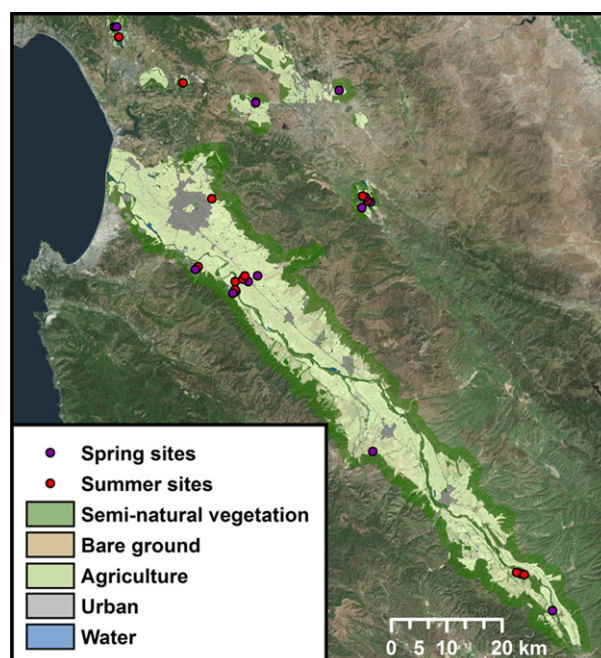 Spring sites
Summer sites
Semi-natural vegetation
Bare ground
Agriculture
Urban
Water
0 5 10 20 km